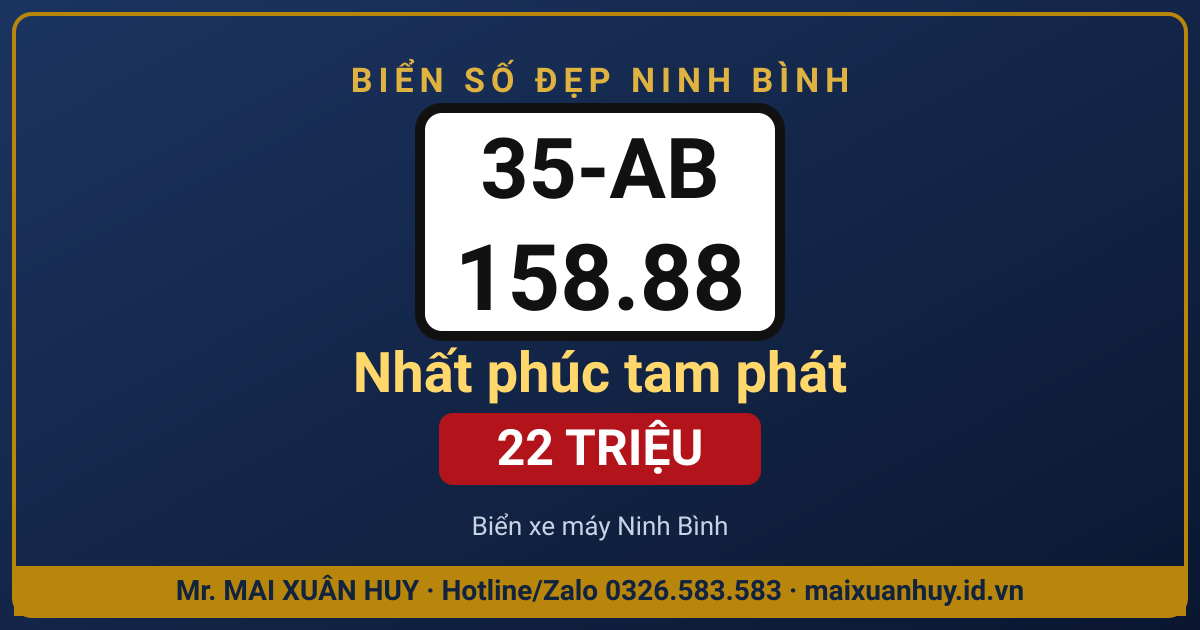 BIỂN SỐ ĐẸP NINH BÌNH
35-AB
158.88
Nhất phúc tam phát
22 TRIỆU
Biển xe máy Ninh Bình
Mr. MAI XUÂN HUY · Hotline/Zalo 0326.583.583 · maixuanhuy.id.vn